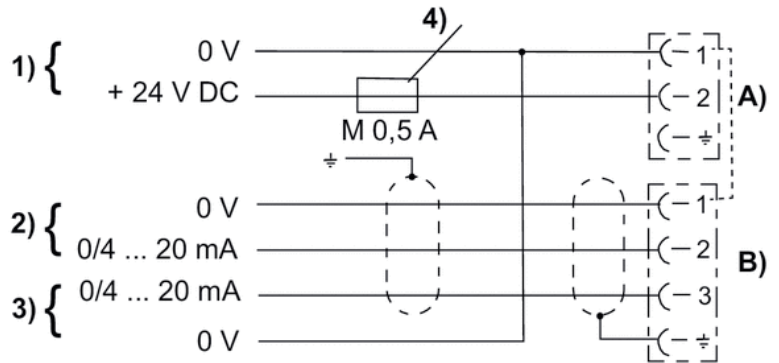 4)
1) { 0 V 1
+ 24 V DC 2 A)
M 0,5 A
0 V 1
2) {
0/4 ... 20 mA 2 B)
0/4 ... 20 mA 3
3) {
0 V